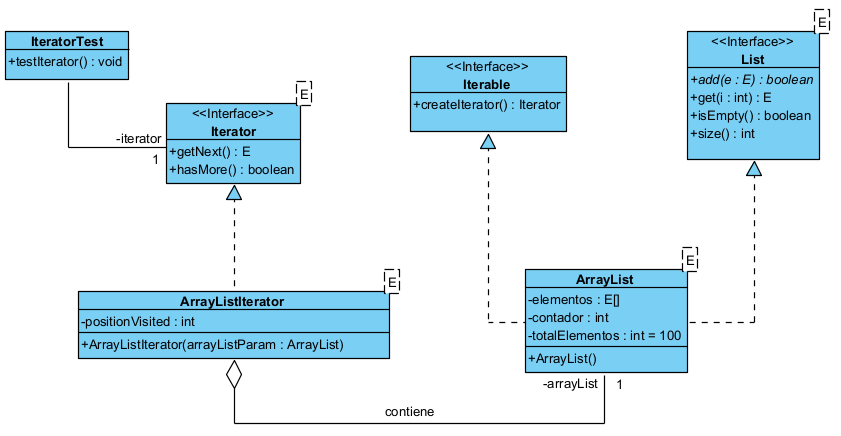 IteratorTest
+testIterator() : void
-iterator
1
E
<<Interface>>
Iterator
+getNext() : E
+hasMore() : boolean
<<Interface>>
Iterable
+createIterator() : Iterator
E
<<Interface>>
List
+add(e : E) : boolean
+get(i : int) : E
+isEmpty() : boolean
+size() : int
E
ArrayListIterator
-positionVisited : int
+ArrayListIterator(arrayListParam : ArrayList)
E
ArrayList
-elementos : E[]
-contador : int
-totalElementos : int = 100
+ArrayList()
-arrayList
1
contiene